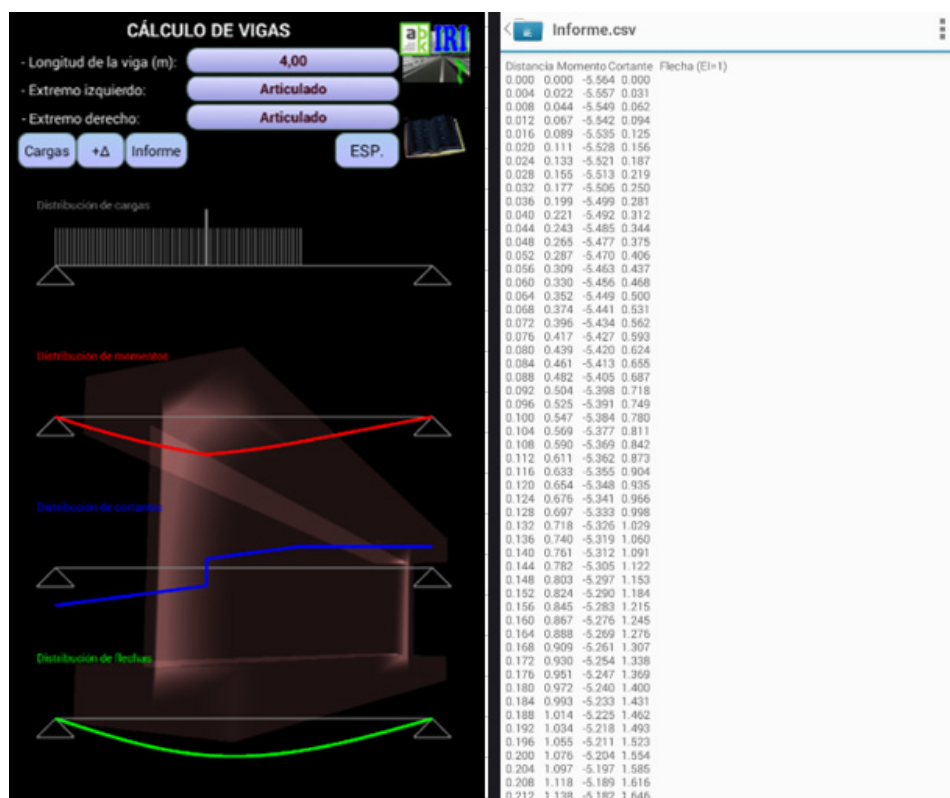 CÁLCULO DE VIGAS
- Longitud de la viga (m): 4,00
- Extremo izquierdo: Articulado
- Extremo derecho: Articulado
Cargas +Δ Informe ESP.
IRI
Distribución de cargas
Distribución de momentos
Distribución de cortantes
Distribución de flechas
Informe.csv
Distancia Momento Cortante Flecha (EI=1)
0.000 0.000 -5.564 0.000
0.004 0.022 -5.557 0.031
0.008 0.044 -5.549 0.062
0.012 0.067 -5.542 0.094
0.016 0.089 -5.535 0.125
0.020 0.111 -5.528 0.156
0.024 0.133 -5.521 0.187
0.028 0.155 -5.513 0.219
0.032 0.177 -5.506 0.250
0.036 0.199 -5.499 0.281
0.040 0.221 -5.492 0.312
0.044 0.243 -5.485 0.344
0.048 0.265 -5.477 0.375
0.052 0.287 -5.470 0.406
0.056 0.309 -5.463 0.437
0.060 0.330 -5.456 0.468
0.064 0.352 -5.449 0.500
0.068 0.374 -5.441 0.531
0.072 0.396 -5.434 0.562
0.076 0.417 -5.427 0.593
0.080 0.439 -5.420 0.624
0.084 0.461 -5.413 0.655
0.088 0.482 -5.405 0.687
0.092 0.504 -5.398 0.718
0.096 0.525 -5.391 0.749
0.100 0.547 -5.384 0.780
0.104 0.569 -5.377 0.811
0.108 0.590 -5.369 0.842
0.112 0.611 -5.362 0.873
0.116 0.633 -5.355 0.904
0.120 0.654 -5.348 0.935
0.124 0.676 -5.341 0.966
0.128 0.697 -5.333 0.998
0.132 0.718 -5.326 1.029
0.136 0.740 -5.319 1.060
0.140 0.761 -5.312 1.091
0.144 0.782 -5.305 1.122
0.148 0.803 -5.297 1.153
0.152 0.824 -5.290 1.184
0.156 0.845 -5.283 1.215
0.160 0.867 -5.276 1.245
0.164 0.888 -5.269 1.276
0.168 0.909 -5.261 1.307
0.172 0.930 -5.254 1.338
0.176 0.951 -5.247 1.369
0.180 0.972 -5.240 1.400
0.184 0.993 -5.233 1.431
0.188 1.014 -5.225 1.462
0.192 1.034 -5.218 1.493
0.196 1.055 -5.211 1.523
0.200 1.076 -5.204 1.554
0.204 1.097 -5.197 1.585
0.208 1.118 -5.189 1.616
0.212 1.138 -5.182 1.646